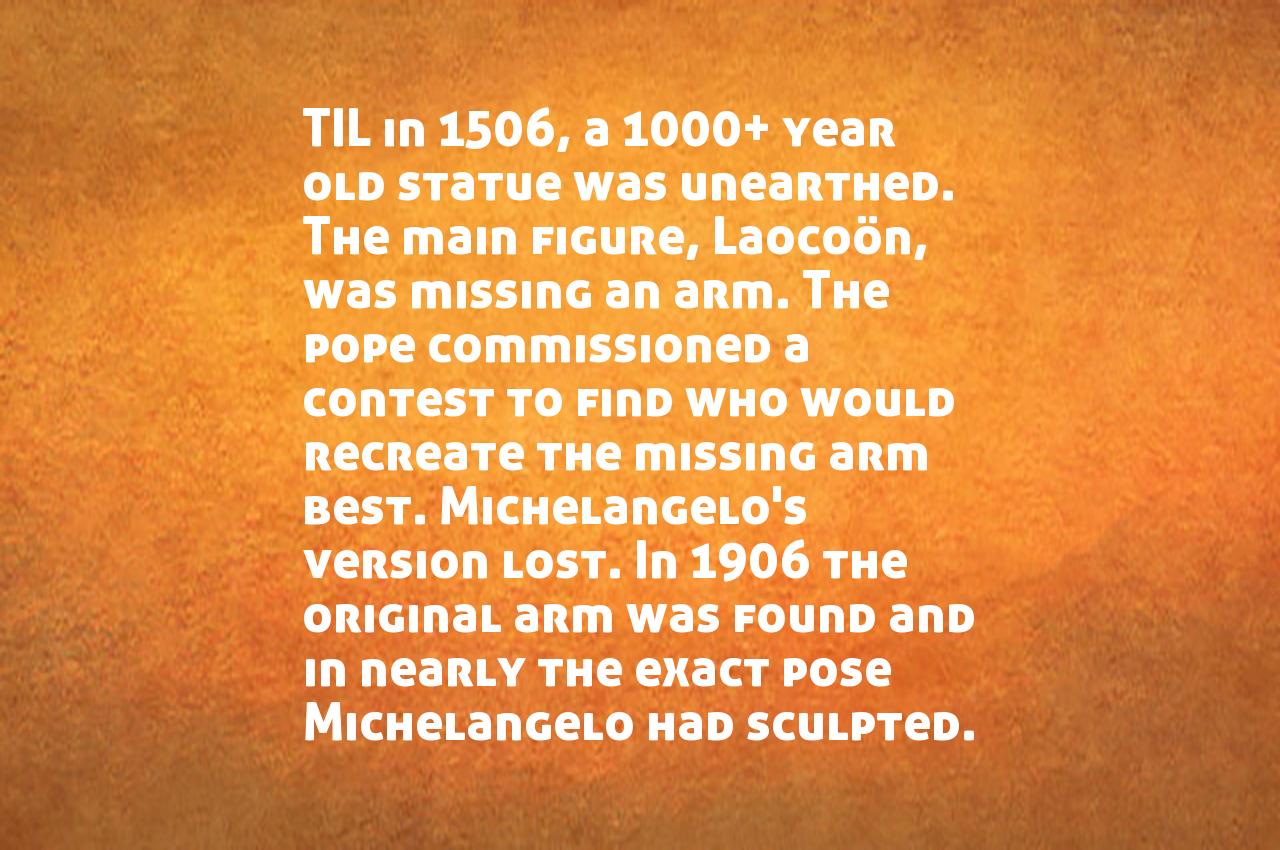 TIL in 1506, a 1000+ year
old statue was unearthed.
The main figure, Laocoön,
was missing an arm. The
pope commissioned a
contest to find who would
recreate the missing arm
best. Michelangelo's
version lost. In 1906 the
original arm was found and
in nearly the exact pose
Michelangelo had sculpted.